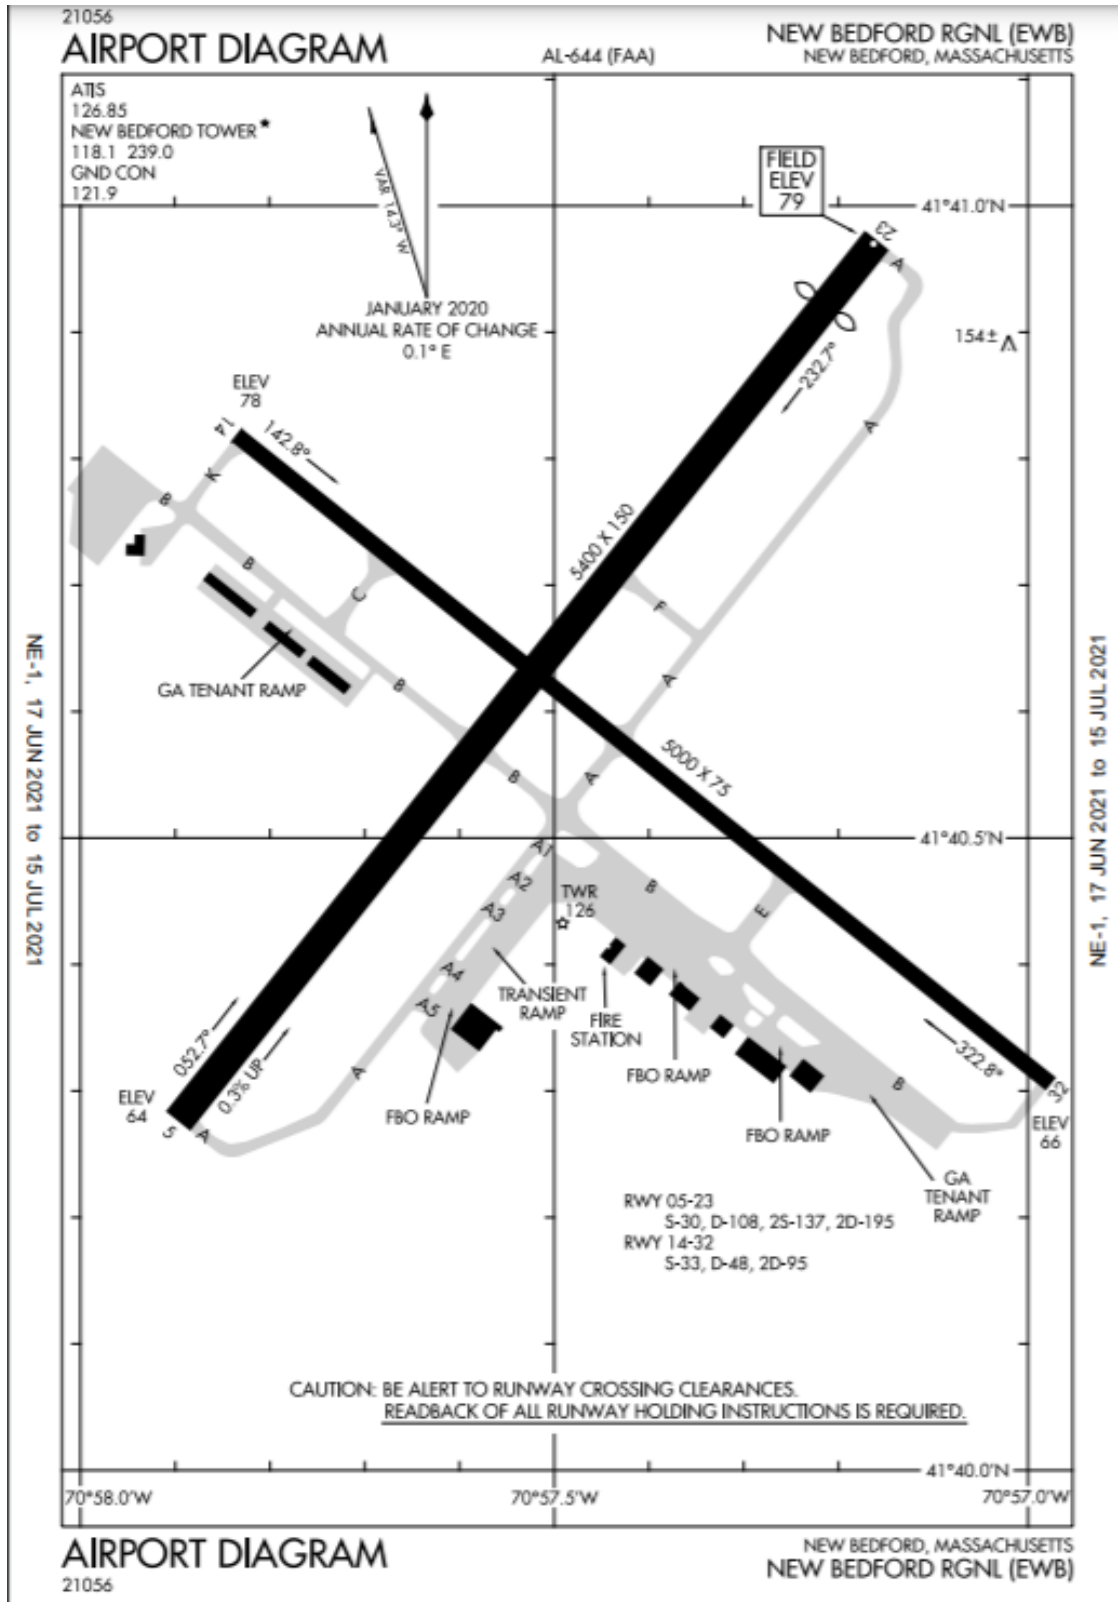 21056
AIRPORT DIAGRAM
AL-644 (FAA)
NEW BEDFORD RGNL (EWB)
NEW BEDFORD, MASSACHUSETTS
ATIS
126.85
NEW BEDFORD TOWER*
118.1 239.0
GND CON
121.9
VAR 14.3° W
JANUARY 2020
ANNUAL RATE OF CHANGE
0.1° E
FIELD
ELEV
79
41°41.0'N
23
A
154±
232.7°
A
ELEV
78
14
142.8°
K
B
B
C
5400 X 150
F
GA TENANT RAMP
B
A
5000 X 75
B
A
41°40.5'N
A1
A2
A3
A4
A5
TWR
126
B
E
TRANSIENT
RAMP
FIRE
STATION
FBO RAMP
FBO RAMP
FBO RAMP
322.8°
B
32
ELEV
66
GA
TENANT
RAMP
052.7°
0.3% UP
A
ELEV
64
5
A
RWY 05-23
S-30, D-108, 2S-137, 2D-195
RWY 14-32
S-33, D-48, 2D-95
CAUTION: BE ALERT TO RUNWAY CROSSING CLEARANCES.
READBACK OF ALL RUNWAY HOLDING INSTRUCTIONS IS REQUIRED.
41°40.0'N
70°58.0'W
70°57.5'W
70°57.0'W
NE-1, 17 JUN 2021 to 15 JUL 2021
NE-1, 17 JUN 2021 to 15 JUL 2021
AIRPORT DIAGRAM
21056
NEW BEDFORD, MASSACHUSETTS
NEW BEDFORD RGNL (EWB)